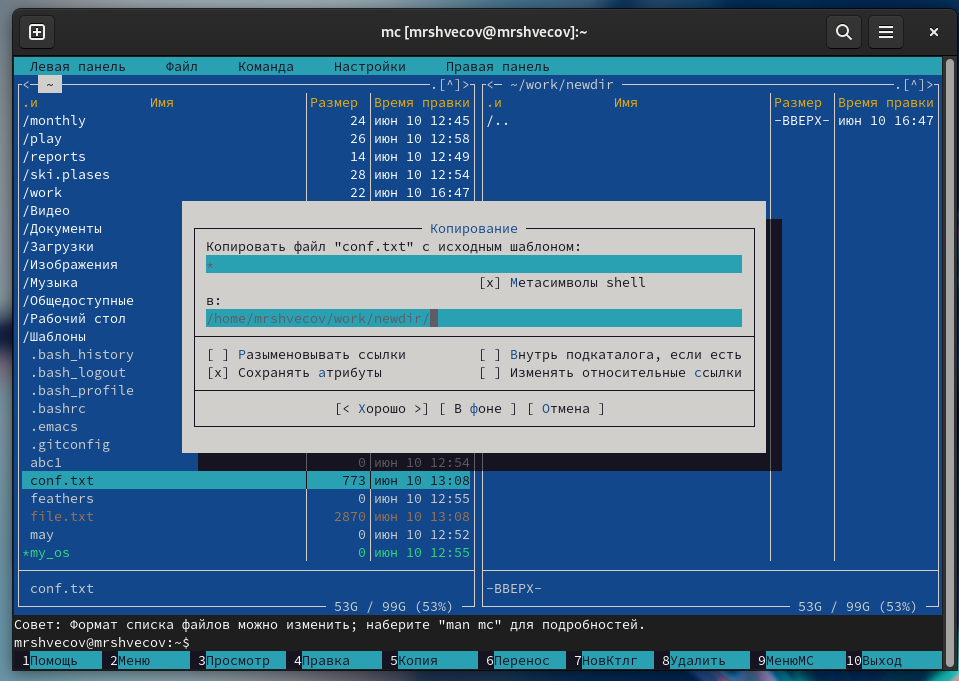 mc [mrshvecov@mrshvecov]:~
Левая панель Файл Команда Настройки Правая панель
<─ ~ .[^]> <─ ~/work/newdir .[^]>
.и Имя Размер Время правки .и Имя Размер Время правки
/monthly 24 июн 10 12:45 /.. -ВВЕРХ- июн 10 16:47
/play 26 июн 10 12:58
/reports 14 июн 10 12:49
/ski.plases 28 июн 10 12:54
/work 22 июн 10 16:47
/Видео
/Документы Копирование
/Загрузки Копировать файл "conf.txt" с исходным шаблоном:
/Изображения *
/Музыка [x] Метасимволы shell
/Общедоступные в:
/Рабочий стол /home/mrshvecov/work/newdir/
/Шаблоны
.bash_history [ ] Разыменовывать ссылки [ ] Внутрь подкаталога, если есть
.bash_logout [x] Сохранять атрибуты [ ] Изменять относительные ссылки
.bash_profile
.bashrc [< Хорошо >] [ В фоне ] [ Отмена ]
.emacs
.gitconfig
abc1 0 июн 10 12:54
conf.txt 773 июн 10 13:08
feathers 0 июн 10 12:55
file.txt 2870 июн 10 13:08
may 0 июн 10 12:52
*my_os 0 июн 10 12:55
conf.txt -ВВЕРХ-
53G / 99G (53%) 53G / 99G (53%)
Совет: Формат списка файлов можно изменить; наберите "man mc" для подробностей.
mrshvecov@mrshvecov:~$
1Помощь 2Меню 3Просмотр 4Правка 5Копия 6Перенос 7НовКтлг 8Удалить 9МенюMC 10Выход